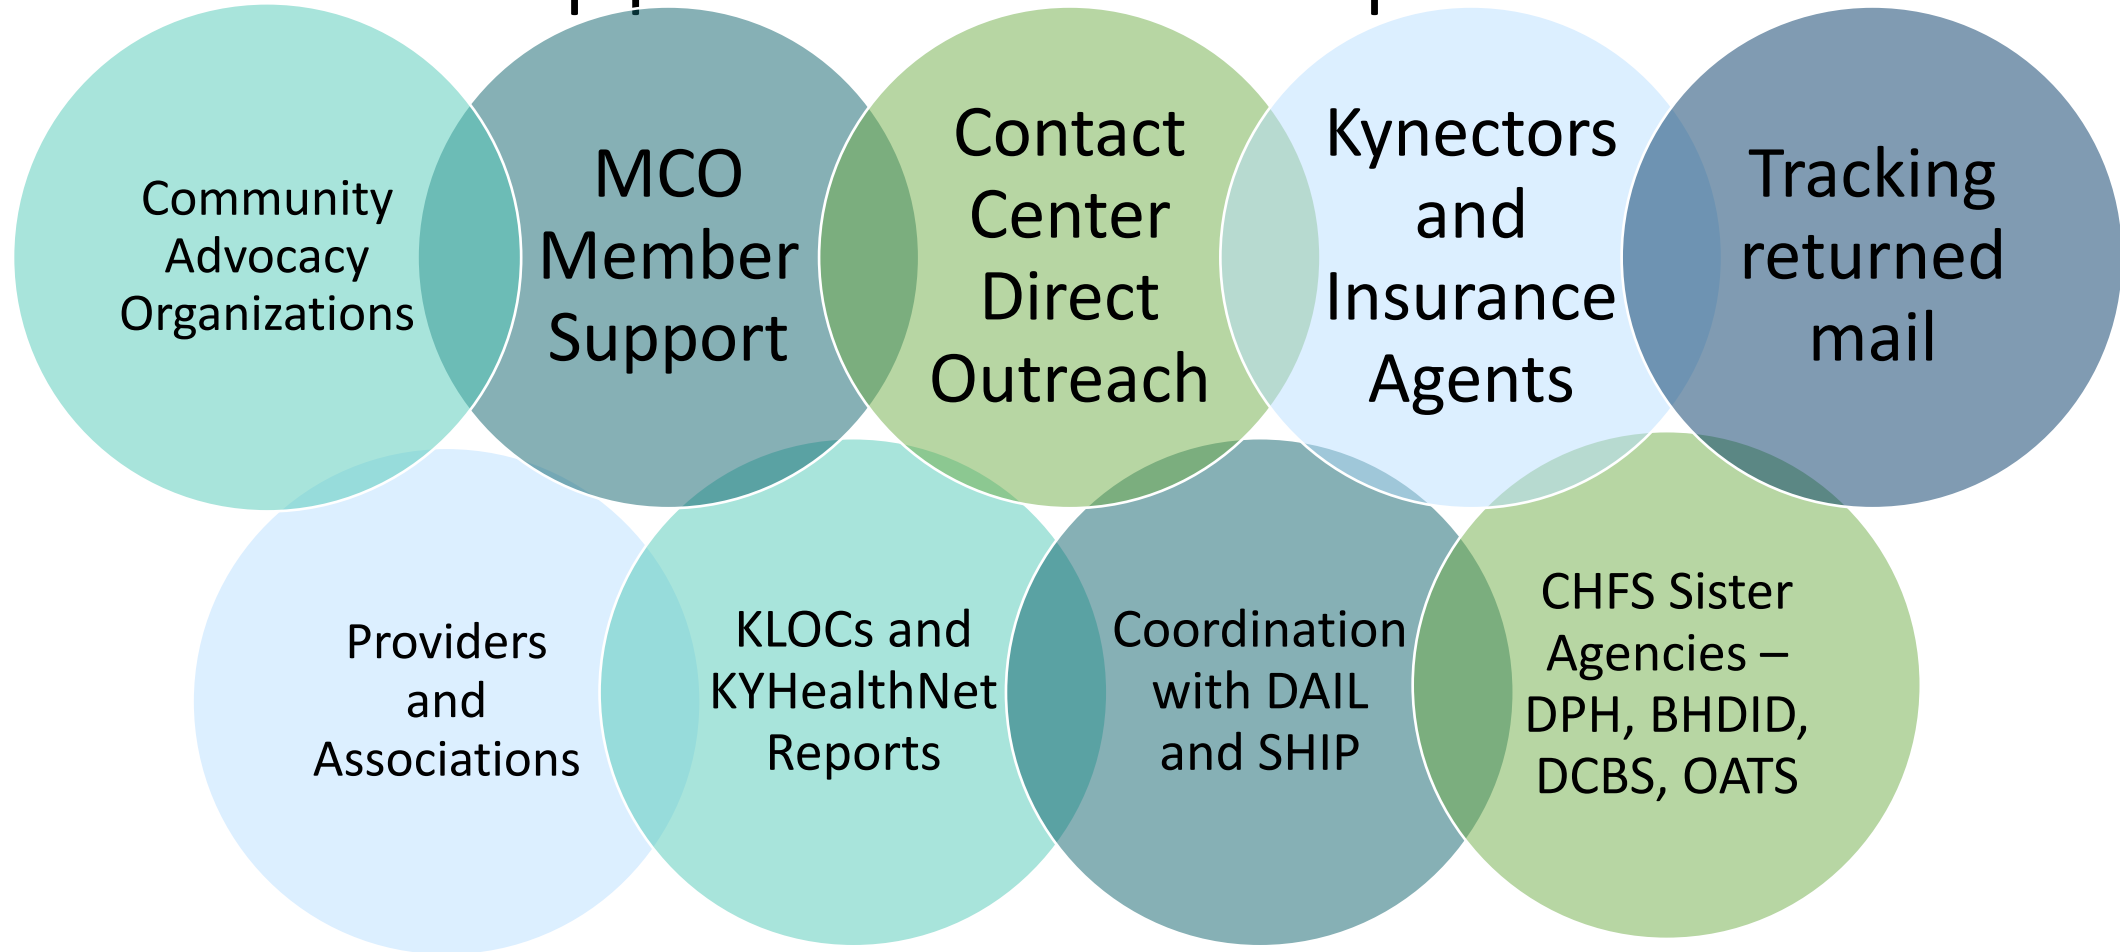 Community
Advocacy
Organizations
MCO
Member
Support
Contact
Center
Direct
Outreach
Kynectors
and
Insurance
Agents
Tracking
returned
mail
Providers
and
Associations
KLOCs and
KYHealthNet
Reports
Coordination
with DAIL
and SHIP
CHFS Sister
Agencies –
DPH, BHDID,
DCBS, OATS